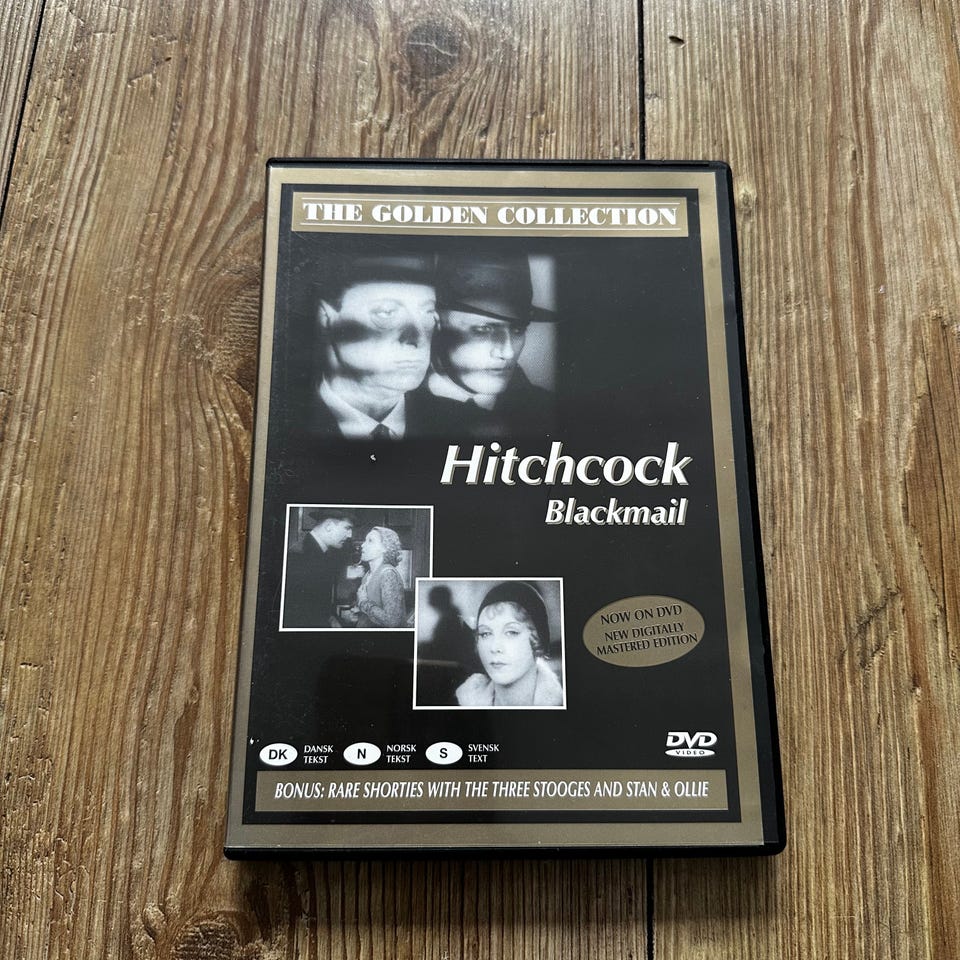 THE GOLDEN COLLECTION
Hitchcock
Blackmail
NOW ON DVD
NEW DIGITALLY
MASTERED EDITION
DK DANSK
TEKST
N NORSK
TEKST
S SVENSK
TEXT
DVD
VIDEO
BONUS: RARE SHORTIES WITH THE THREE STOOGES AND STAN & OLLIE